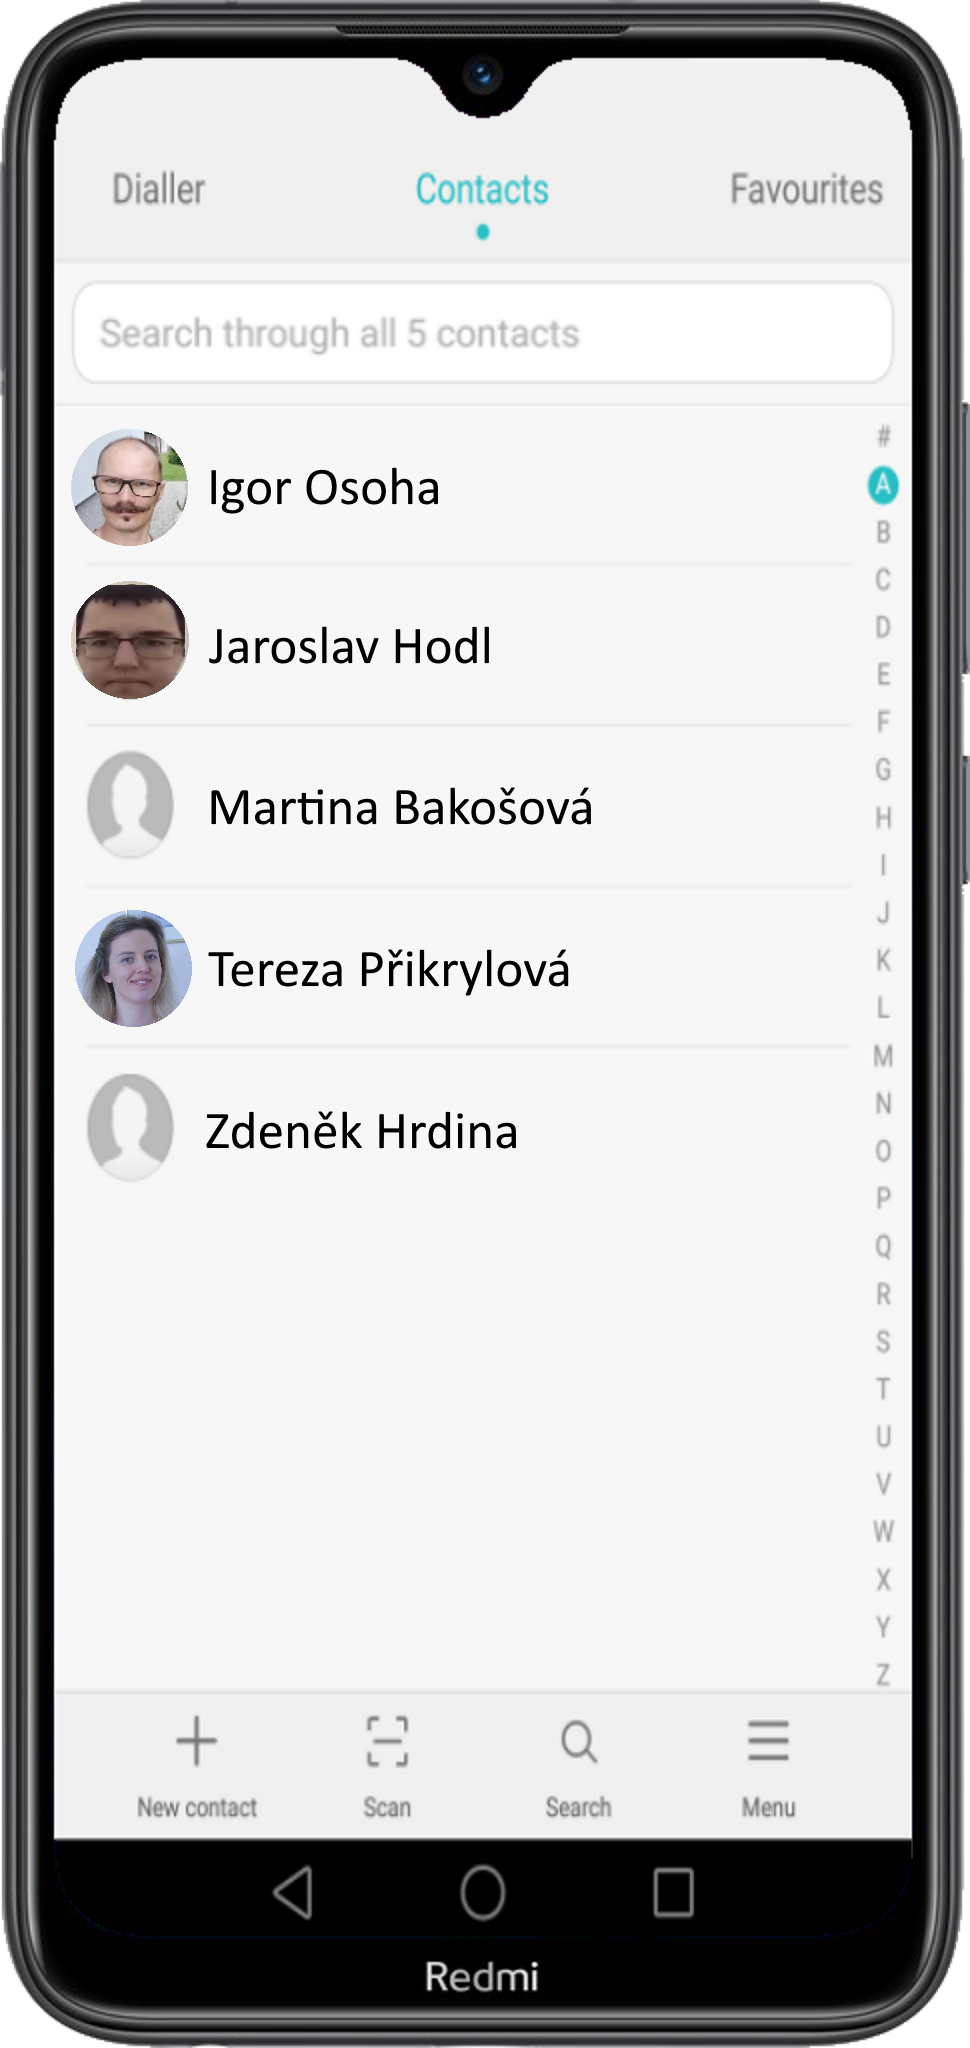 Dialler Contacts Favourites
Search through all 5 contacts
#
Igor Osoha
A
B
C
D
Jaroslav Hodl
E
F
G
Martina Bakošová
H
I
J
K
Tereza Přikrylová
L
M
N
Zdeněk Hrdina
O
P
Q
R
S
T
U
V
W
X
Y
Z
New contact Scan Search Menu
Redmi